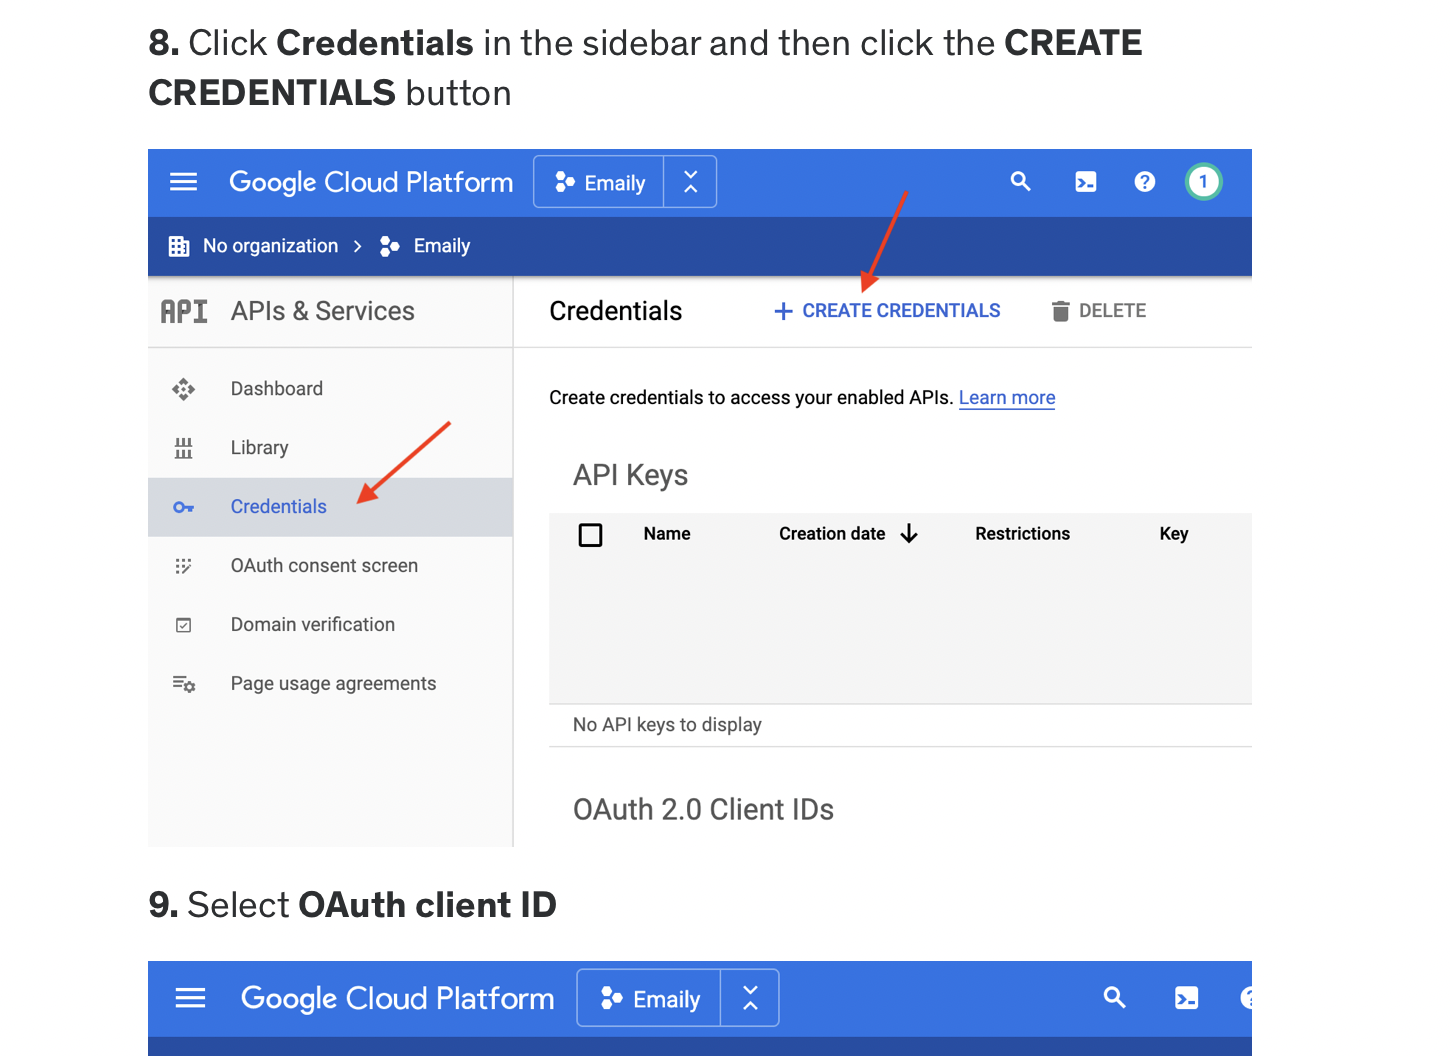 8. Click Credentials in the sidebar and then click the CREATE
CREDENTIALS button
Google Cloud Platform Emaily 1
No organization > Emaily
API APIs & Services
Credentials + CREATE CREDENTIALS DELETE
Dashboard
Library
Credentials
OAuth consent screen
Domain verification
Page usage agreements
Create credentials to access your enabled APIs. Learn more
API Keys
Name Creation date Restrictions Key
No API keys to display
OAuth 2.0 Client IDs
9. Select OAuth client ID
Google Cloud Platform Emaily